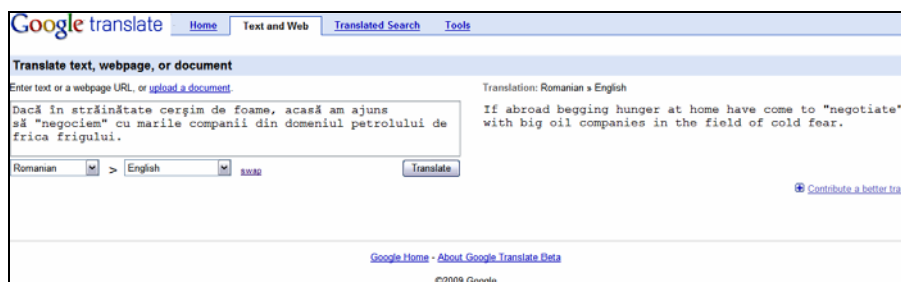 Google translate Home Text and Web Translated Search Tools
Translate text, webpage, or document
Enter text or a webpage URL, or upload a document.
Dacă în străinătate cerşim de foame, acasă am ajuns
să "negociem" cu marile companii din domeniul petrolului de
frica frigului.
Romanian > English swap Translate
Translation: Romanian » English
If abroad begging hunger at home have come to "negotiate"
with big oil companies in the field of cold fear.
Contribute a better tra
Google Home - About Google Translate Beta
©2009 Google